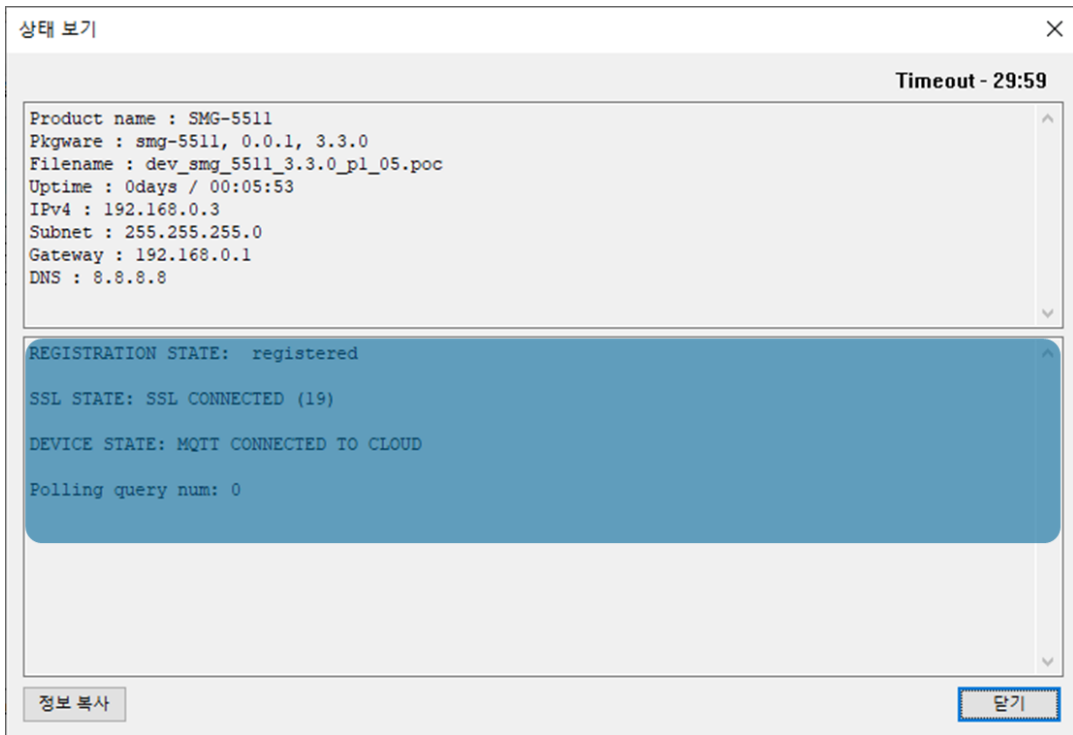 상태 보기
Timeout - 29:59
Product name : SMG-5511
Pkgware : smg-5511, 0.0.1, 3.3.0
Filename : dev_smg_5511_3.3.0_p1_05.poc
Uptime : 0days / 00:05:53
IPv4 : 192.168.0.3
Subnet : 255.255.255.0
Gateway : 192.168.0.1
DNS : 8.8.8.8
REGISTRATION STATE:  registered
SSL STATE: SSL CONNECTED (19)
DEVICE STATE: MQTT CONNECTED TO CLOUD
Polling query num: 0
정보 복사
닫기